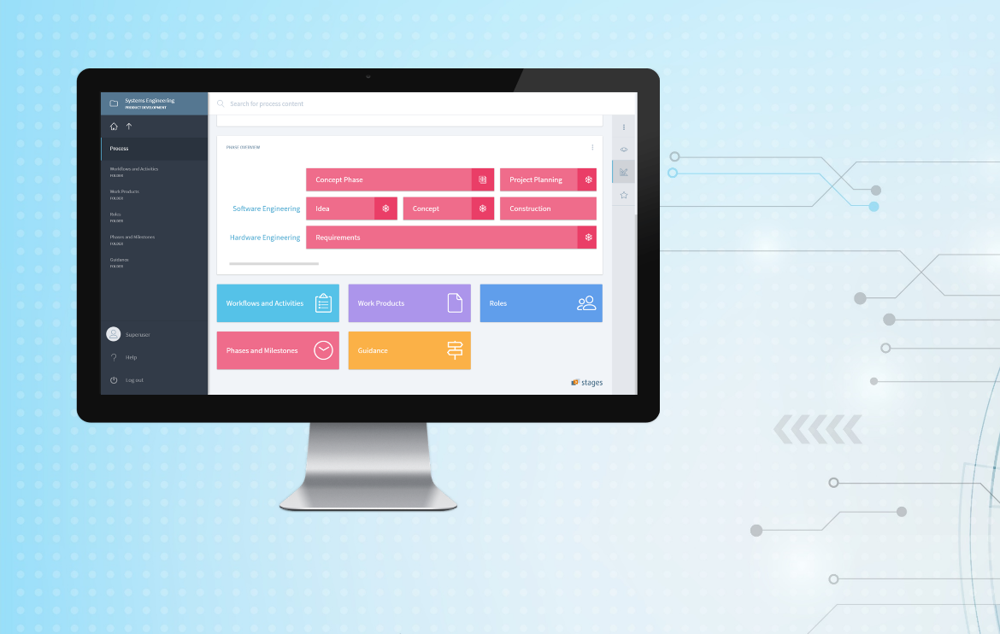 Systems Engineering
PRODUCT DEVELOPMENT
Search for process content
Process
Workflows and Activities
FOLDER
Work Products
FOLDER
Roles
FOLDER
Phases and Milestones
FOLDER
Guidance
FOLDER
Superuser
Help
Log out
PHASE OVERVIEW
Concept Phase
Project Planning
Software Engineering
Idea
Concept
Construction
Hardware Engineering
Requirements
Workflows and Activities
Work Products
Roles
Phases and Milestones
Guidance
stages